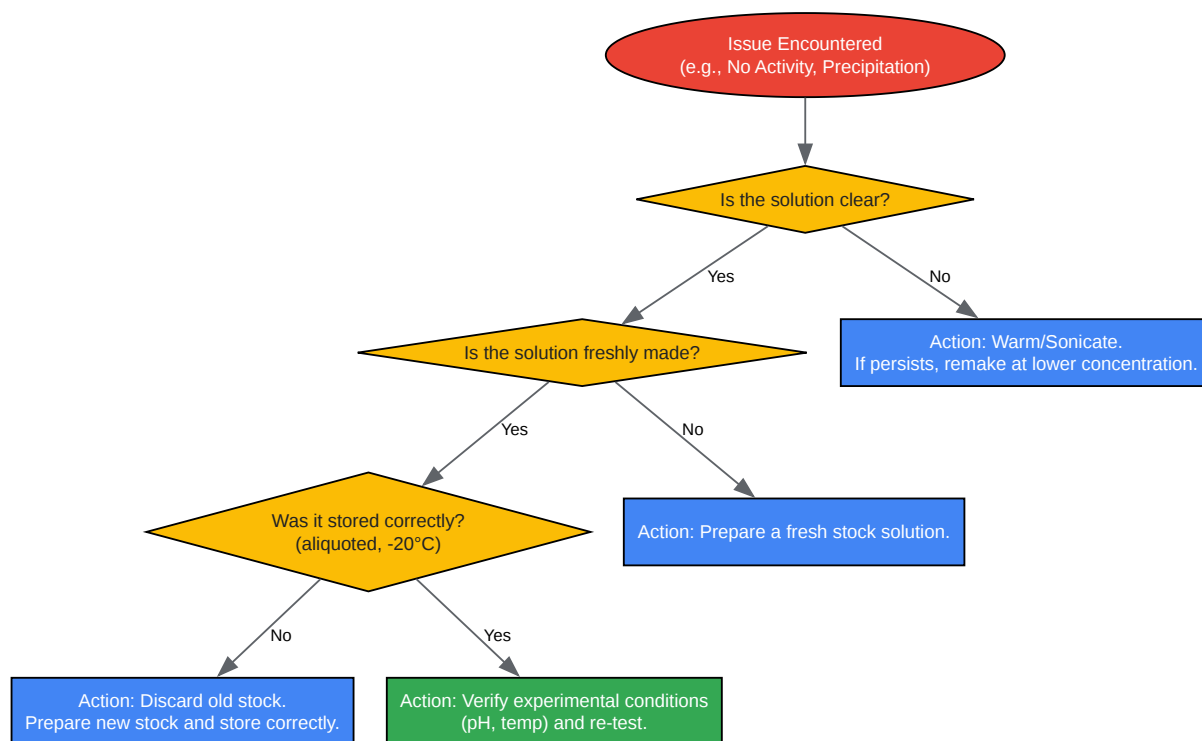 Issue Encountered
(e.g., No Activity, Precipitation)
Is the solution clear?
Yes
No
Is the solution freshly made?
Action: Warm/Sonicate.
If persists, remake at lower concentration.
Yes
No
Was it stored correctly?
(aliquoted, -20°C)
Action: Prepare a fresh stock solution.
No
Yes
Action: Discard old stock.
Prepare new stock and store correctly.
Action: Verify experimental conditions
(pH, temp) and re-test.